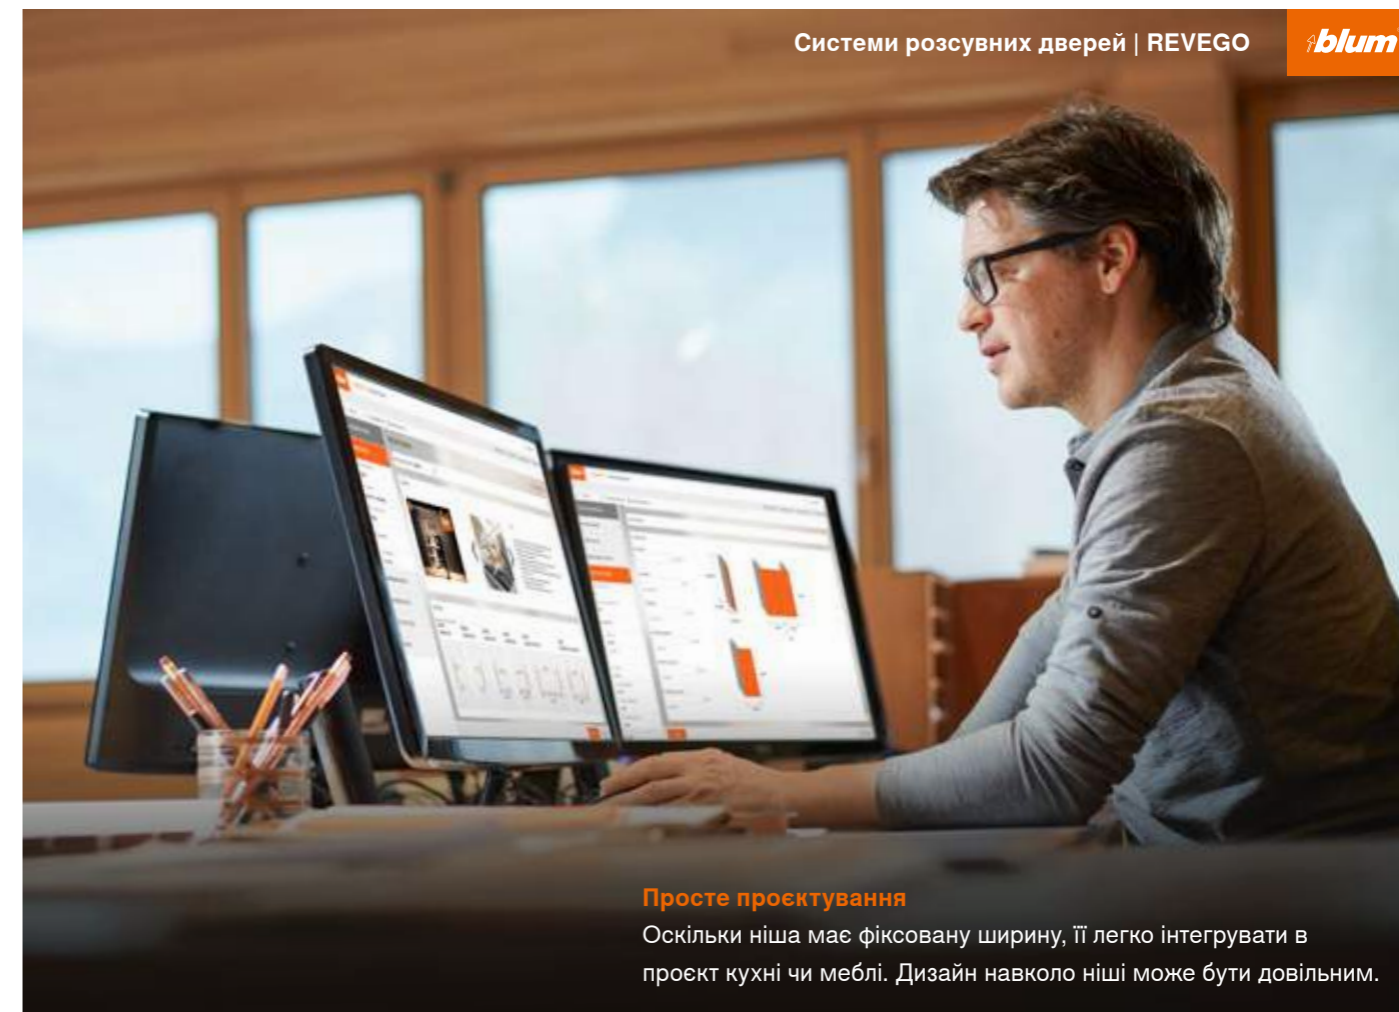 Системи розсувних дверей | REVEGO
blum
Просте проєктування
Оскільки ніша має фіксовану ширину, її легко інтегрувати в
проєкт кухні чи меблі. Дизайн навколо ніші може бути довільним.